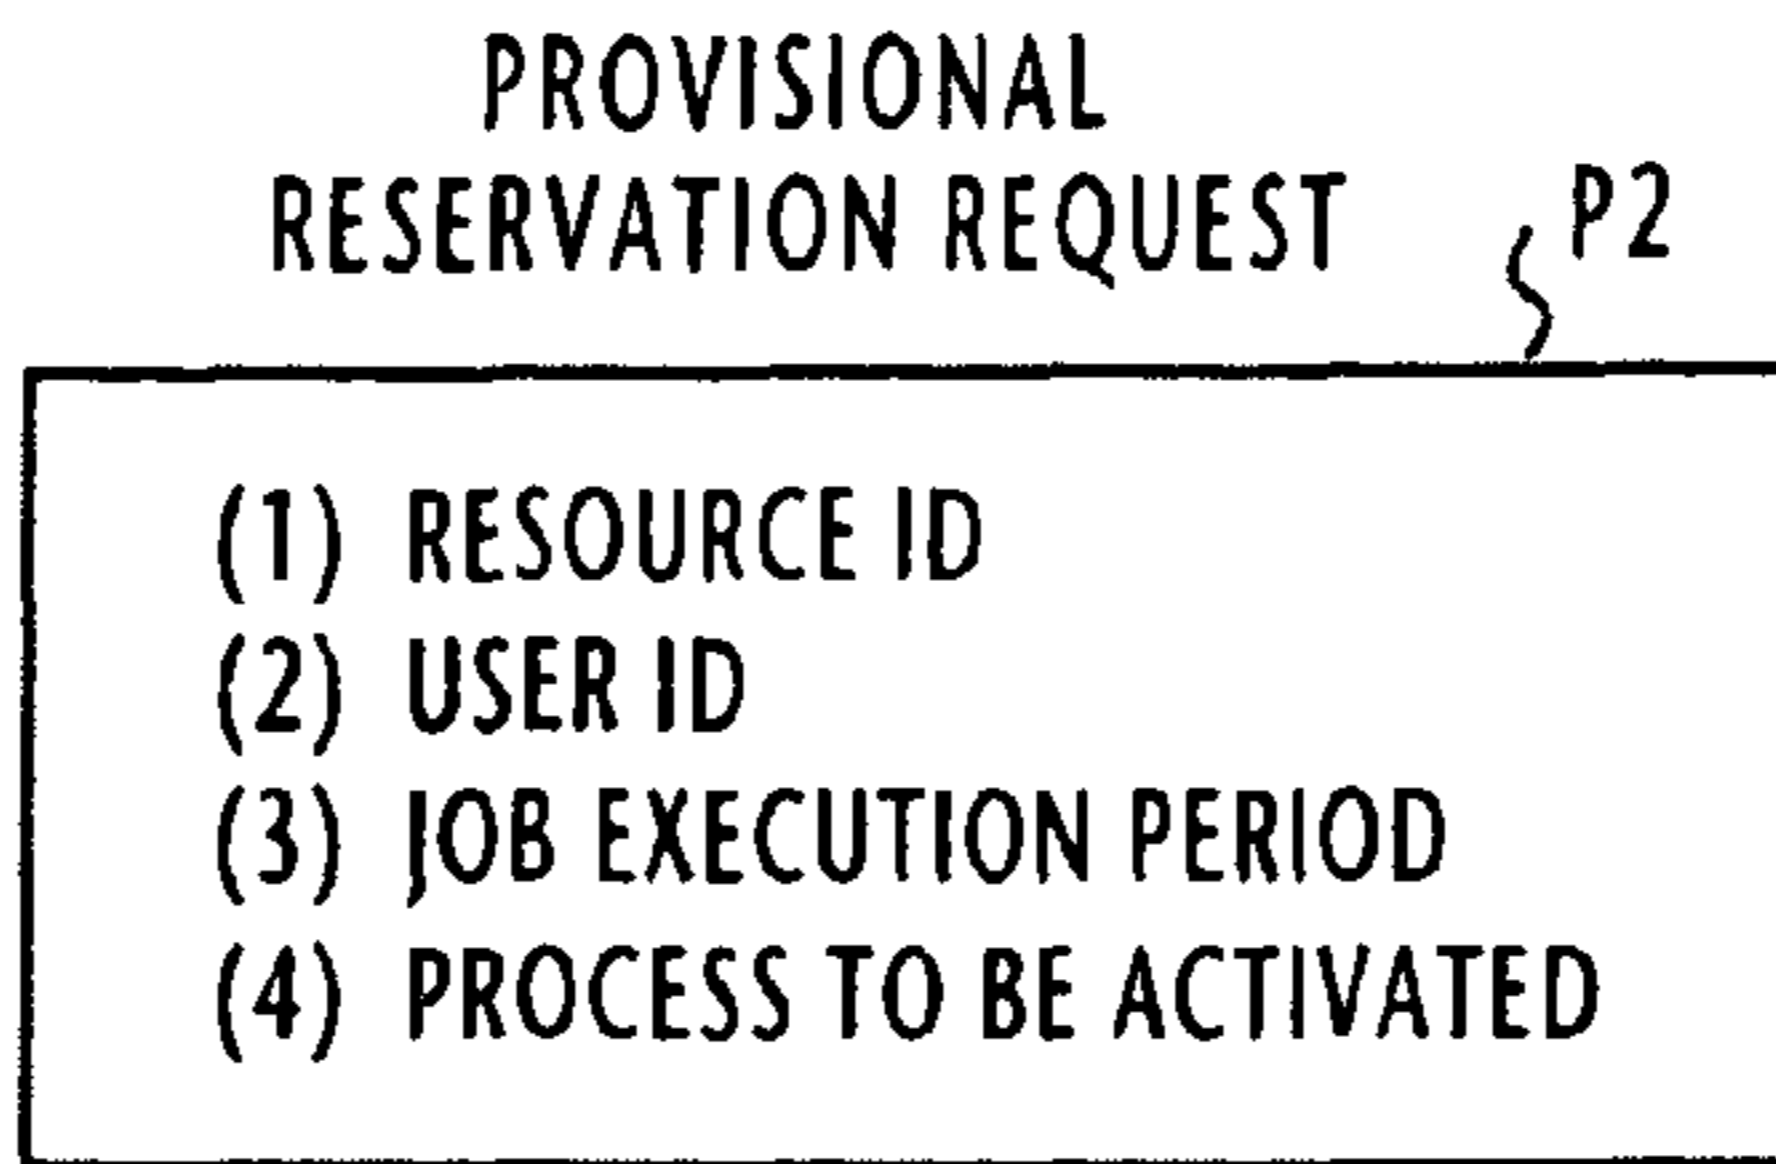 PROVISIONAL
RESERVATION REQUEST
P2
(1) RESOURCE ID
(2) USER ID
(3) JOB EXECUTION PERIOD
(4) PROCESS TO BE ACTIVATED